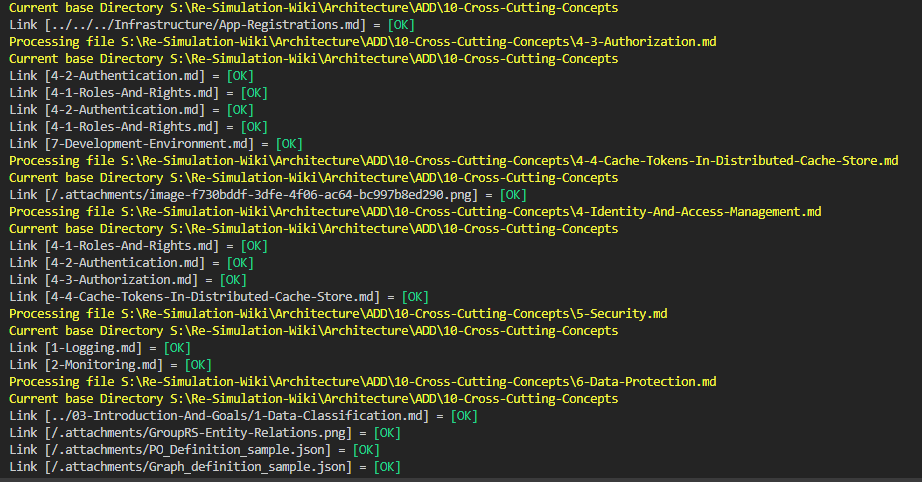 Current base Directory S:\Re-Simulation-Wiki\Architecture\ADD\10-Cross-Cutting-Concepts
Link [../../../Infrastructure/App-Registrations.md] = [OK]
Processing file S:\Re-Simulation-Wiki\Architecture\ADD\10-Cross-Cutting-Concepts\4-3-Authorization.md
Current base Directory S:\Re-Simulation-Wiki\Architecture\ADD\10-Cross-Cutting-Concepts
Link [4-2-Authentication.md] = [OK]
Link [4-1-Roles-And-Rights.md] = [OK]
Link [4-2-Authentication.md] = [OK]
Link [4-1-Roles-And-Rights.md] = [OK]
Link [7-Development-Environment.md] = [OK]
Processing file S:\Re-Simulation-Wiki\Architecture\ADD\10-Cross-Cutting-Concepts\4-4-Cache-Tokens-In-Distributed-Cache-Store.md
Current base Directory S:\Re-Simulation-Wiki\Architecture\ADD\10-Cross-Cutting-Concepts
Link [/.attachments/image-f730bddf-3dfe-4f06-ac64-bc997b8ed290.png] = [OK]
Processing file S:\Re-Simulation-Wiki\Architecture\ADD\10-Cross-Cutting-Concepts\4-Identity-And-Access-Management.md
Current base Directory S:\Re-Simulation-Wiki\Architecture\ADD\10-Cross-Cutting-Concepts
Link [4-1-Roles-And-Rights.md] = [OK]
Link [4-2-Authentication.md] = [OK]
Link [4-3-Authorization.md] = [OK]
Link [4-4-Cache-Tokens-In-Distributed-Cache-Store.md] = [OK]
Processing file S:\Re-Simulation-Wiki\Architecture\ADD\10-Cross-Cutting-Concepts\5-Security.md
Current base Directory S:\Re-Simulation-Wiki\Architecture\ADD\10-Cross-Cutting-Concepts
Link [1-Logging.md] = [OK]
Link [2-Monitoring.md] = [OK]
Processing file S:\Re-Simulation-Wiki\Architecture\ADD\10-Cross-Cutting-Concepts\6-Data-Protection.md
Current base Directory S:\Re-Simulation-Wiki\Architecture\ADD\10-Cross-Cutting-Concepts
Link [../03-Introduction-And-Goals/1-Data-Classification.md] = [OK]
Link [/.attachments/GroupRS-Entity-Relations.png] = [OK]
Link [/.attachments/PO_Definition_sample.json] = [OK]
Link [/.attachments/Graph_definition_sample.json] = [OK]